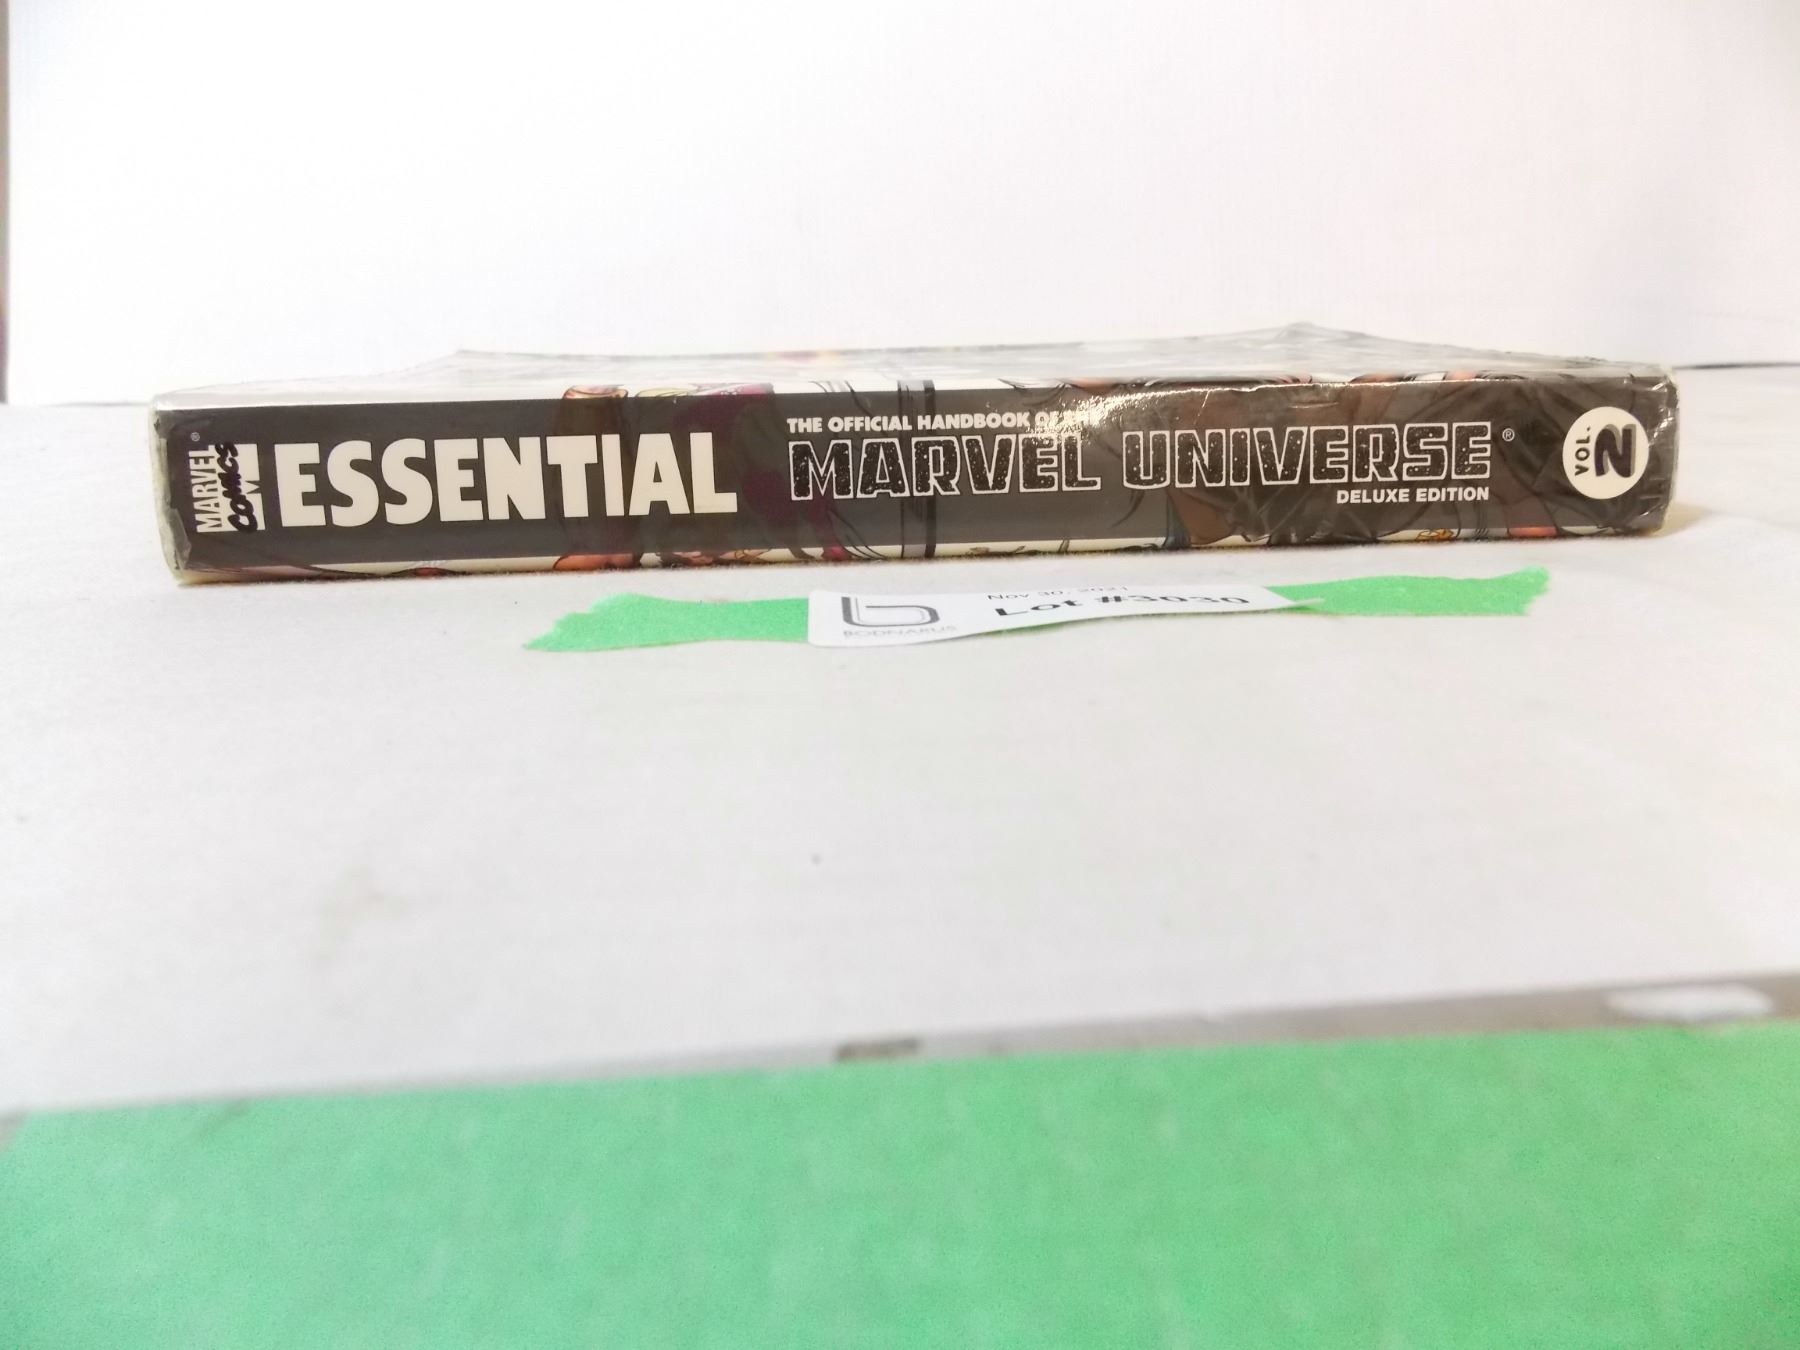 MARVEL®
COMICS
ESSENTIAL
THE OFFICIAL HANDBOOK OF THE
MARVEL UNIVERSE®
DELUXE EDITION
VOL.
2
Nov 30, 2021
Lot #3030
BODNARUS